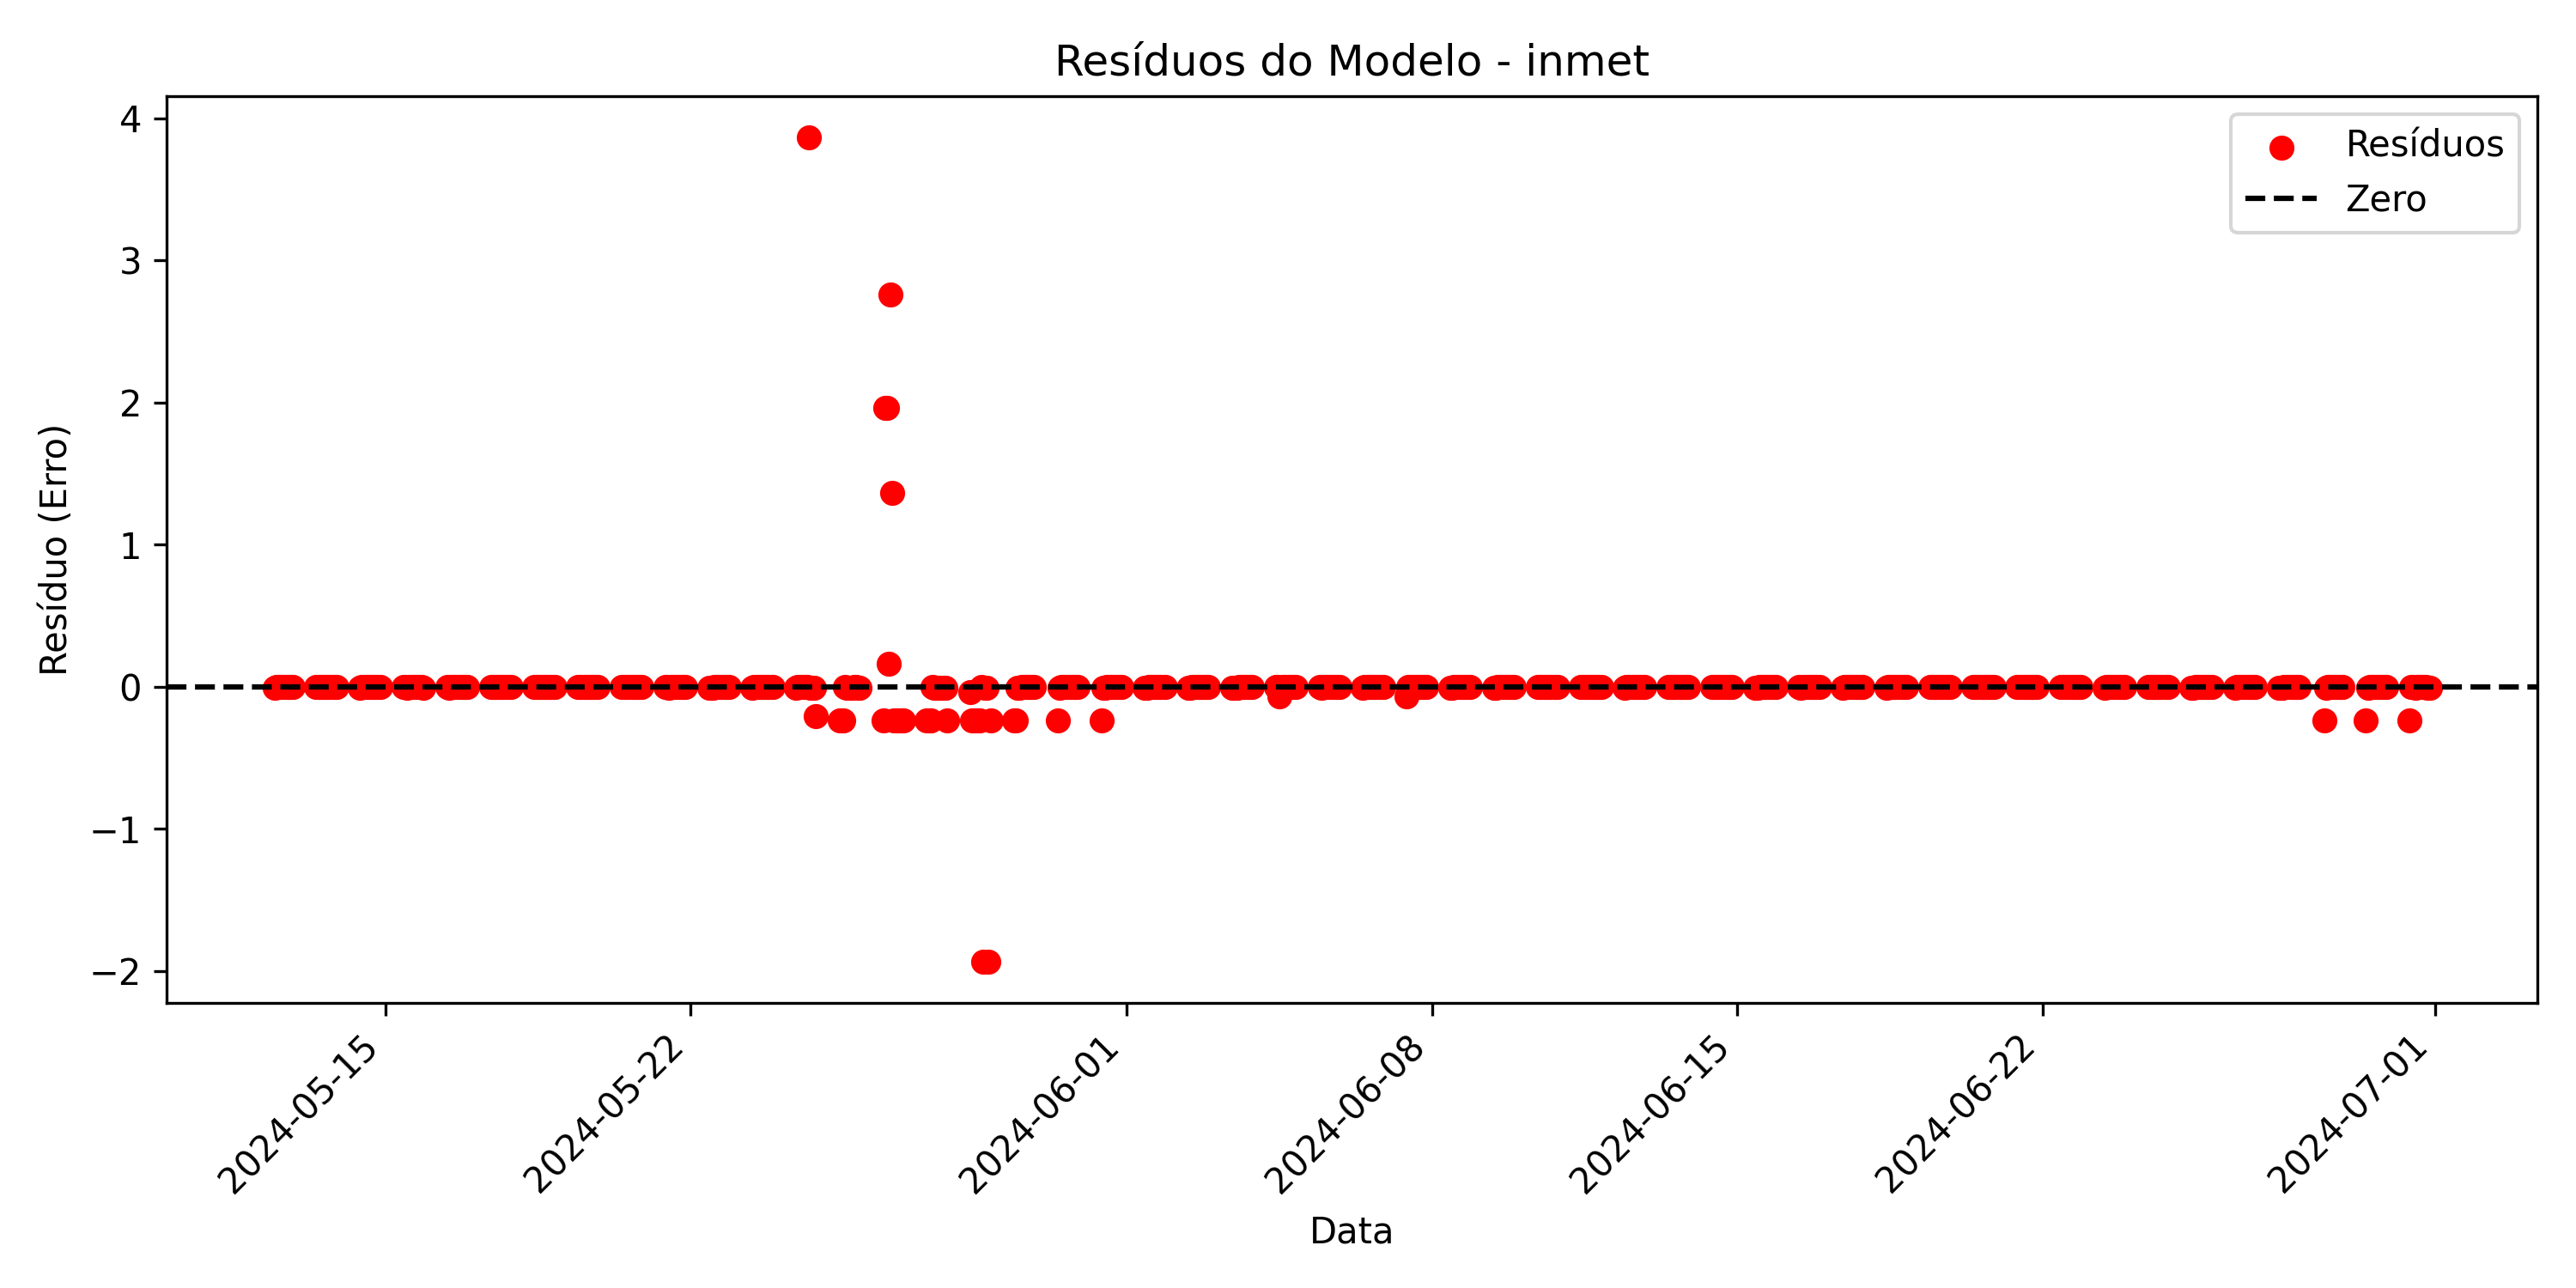 Resíduos do Modelo - inmet
Resíduos
Zero
Resíduo (Erro)
4
3
2
1
0
−1
−2
2024-05-15
2024-05-22
2024-06-01
2024-06-08
2024-06-15
2024-06-22
2024-07-01
Data